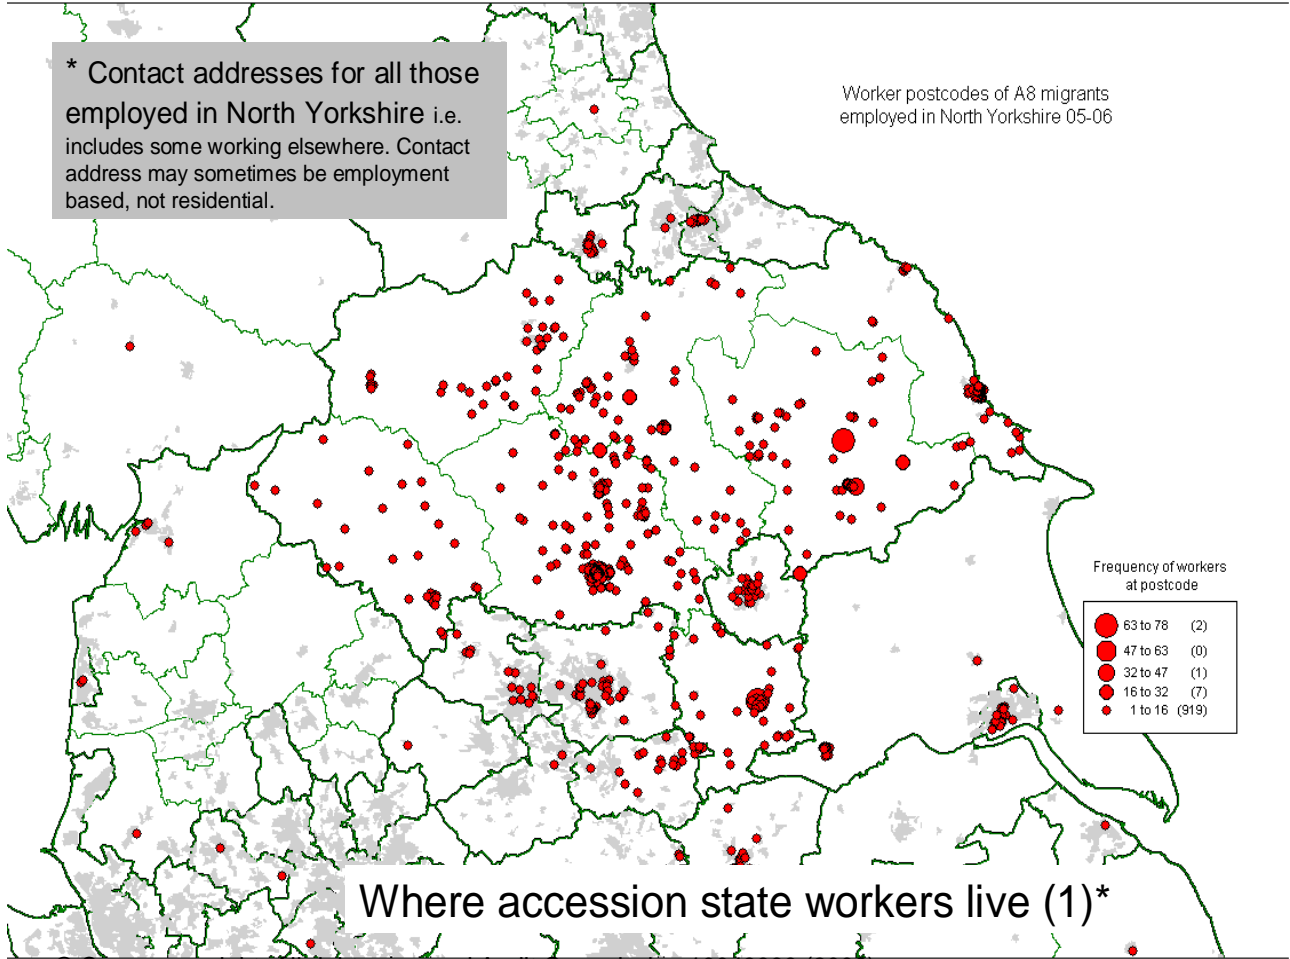 * Contact addresses for all those
employed in North Yorkshire i.e.
includes some working elsewhere. Contact
address may sometimes be employment
based, not residential.
Worker postcodes of A8 migrants
employed in North Yorkshire 05-06
Frequency of workers
at postcode
63 to 78 (2)
47 to 63 (0)
32 to 47 (1)
16 to 32 (7)
1 to 16 (919)
Where accession state workers live (1)*